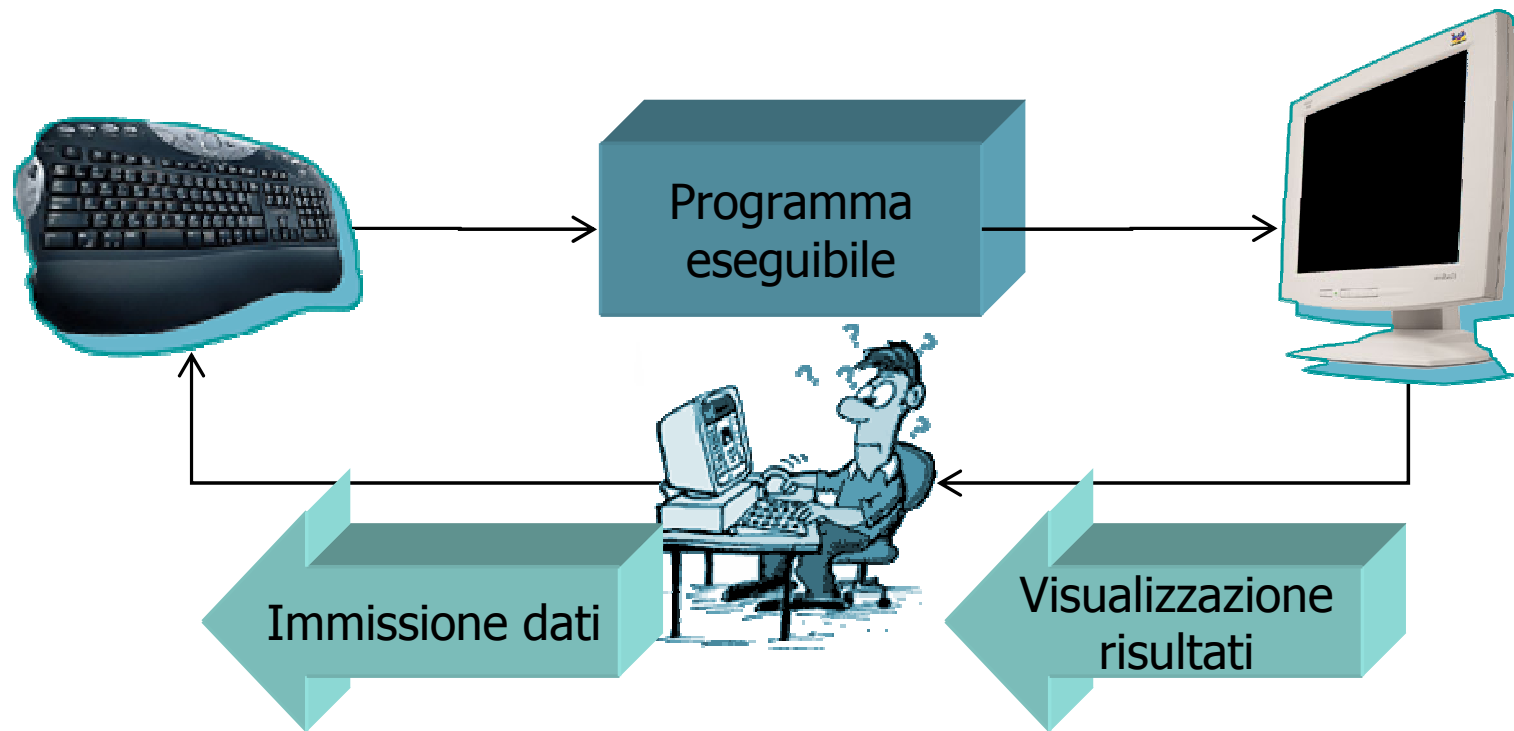 Programma
eseguibile
Immissione dati
Visualizzazione
risultati